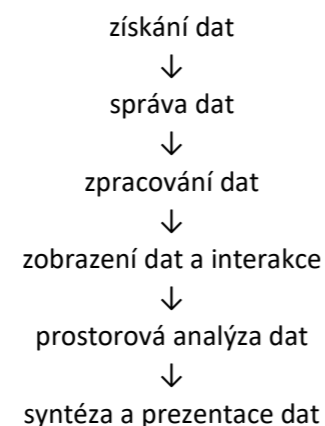 získání dat
↓
správa dat
↓
zpracování dat
↓
zobrazení dat a interakce
↓
prostorová analýza dat
↓
syntéza a prezentace dat